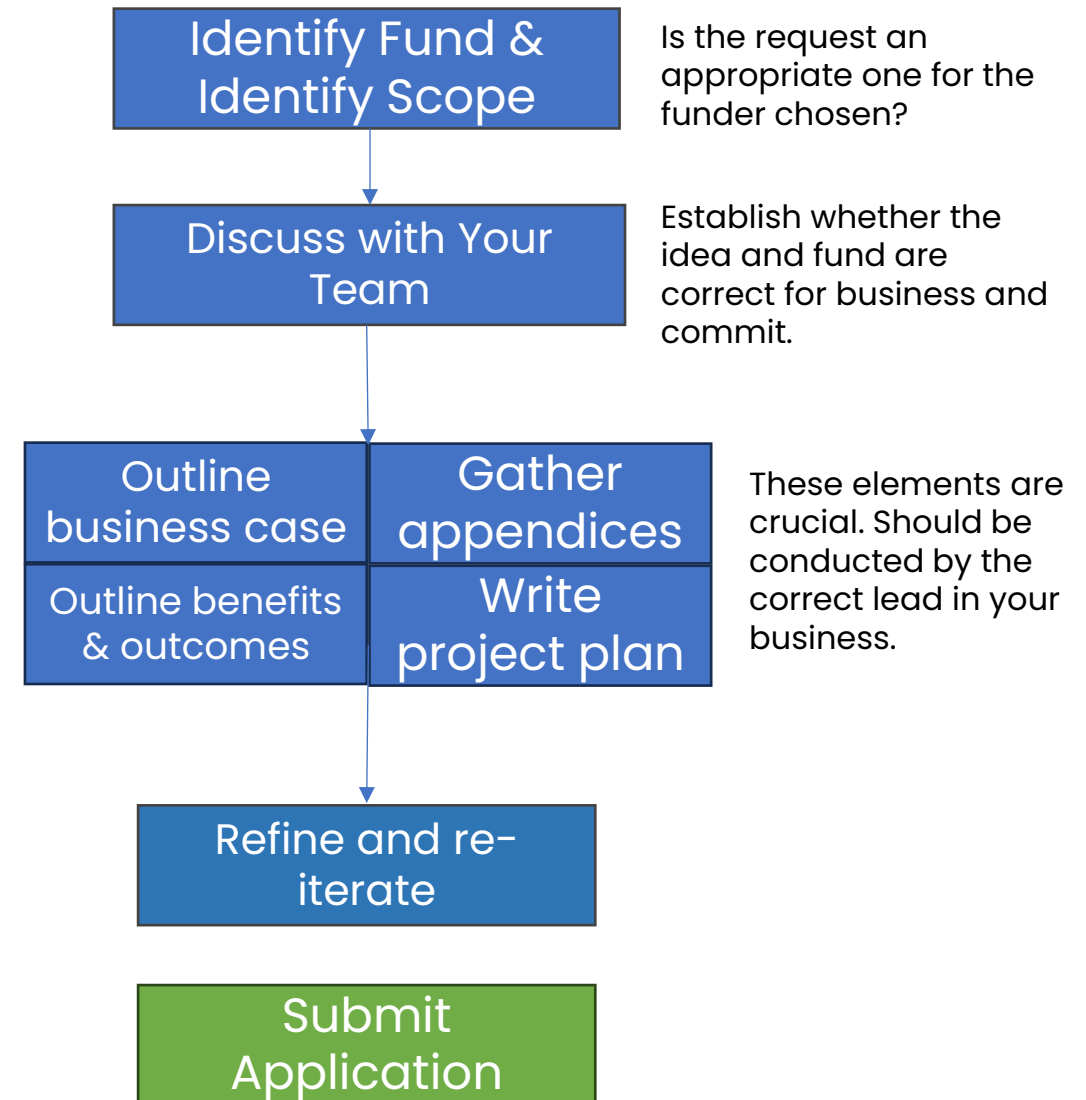 Identify Fund &
Identify Scope
Is the request an
appropriate one for the
funder chosen?
Discuss with Your
Team
Establish whether the
idea and fund are
correct for business and
commit.
Outline
business case
Gather
appendices
Outline benefits
& outcomes
Write
project plan
These elements are
crucial. Should be
conducted by the
correct lead in your
business.
Refine and re-
iterate
Submit
Application